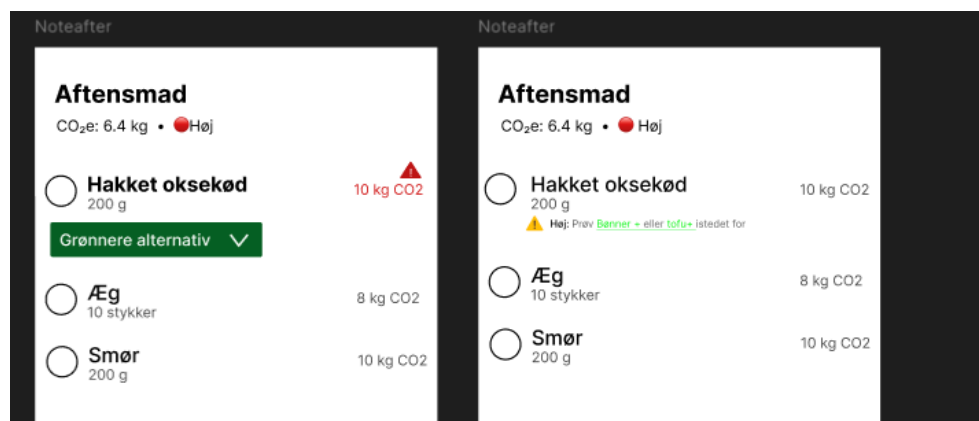 Noteafter
Aftensmad
CO₂e: 6.4 kg • Høj
Hakket oksekød
10 kg CO2
200 g
Grønnere alternativ
Æg
8 kg CO2
10 stykker
Smør
10 kg CO2
200 g
Noteafter
Aftensmad
CO₂e: 6.4 kg • Høj
Hakket oksekød
10 kg CO2
200 g
Høj: Prøv Bønner + eller tofu+ istedet for
Æg
8 kg CO2
10 stykker
Smør
10 kg CO2
200 g